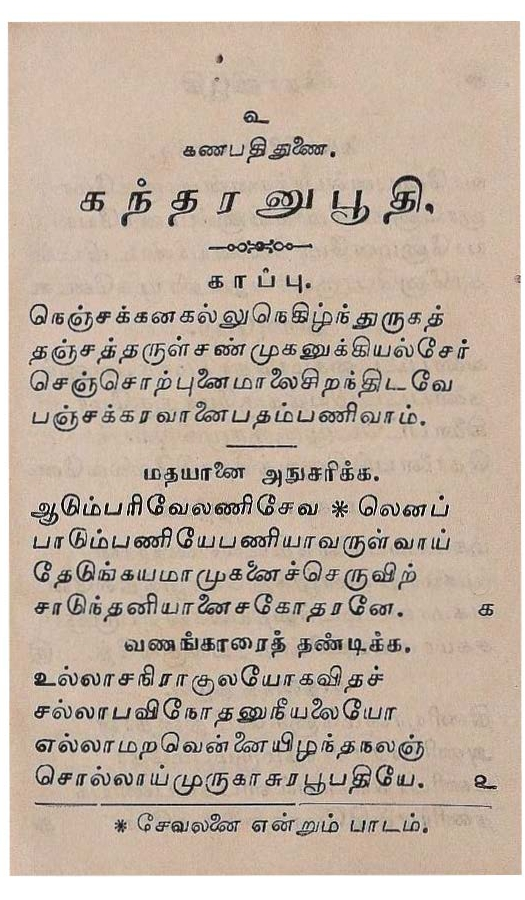 உ
கணபதிதுணை.
கந்தரனுபூதி.
காப்பு.
நெஞ்சக்கனகல்லுநெகிழ்ந்துருகத்
தஞ்சத்தருள்சண்முகனுக்கியல்சேர்
செஞ்சொற்புனைமாலைசிறந்திடவே
பஞ்சக்கரவானைபதம்பணிவாம்.
மதயானை அநுசரிக்க.
ஆடும்பரிவேலணிசேவ * லெனப்
பாடும்பணியேபணியாவருள்வாய்
தேடுங்கயமாமுகனைச்செருவிற்
சாடுந்தனியானைசகோதரனே. க
வணங்காரைத் தண்டிக்க.
உல்லாசநிராகுலயோகவிதச்
சல்லாபவிநோதனுநீயலையோ
எல்லாமறவென்னையிழந்தநலஞ்
சொல்லாய்முருகாசுரபூபதியே. உ
* சேவலனை என்றும் பாடம்.